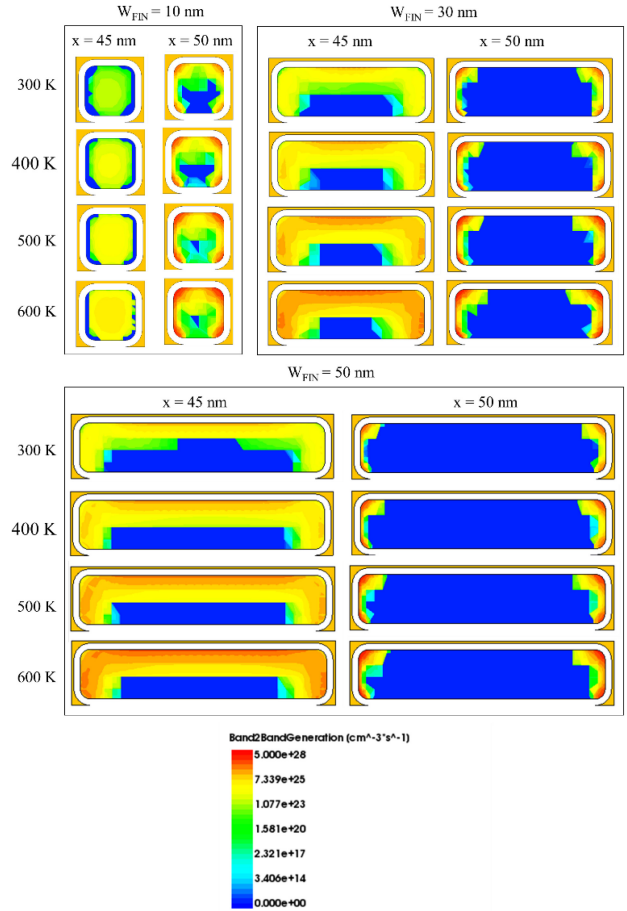 W_FIN = 10 nm
x = 45 nm x = 50 nm
W_FIN = 30 nm
x = 45 nm x = 50 nm
300 K
400 K
500 K
600 K
W_FIN = 50 nm
x = 45 nm x = 50 nm
300 K
400 K
500 K
600 K
Band2BandGeneration (cm^-3*s^-1)
5.000e+28
7.339e+25
1.077e+23
1.581e+20
2.321e+17
3.406e+14
0.000e+00